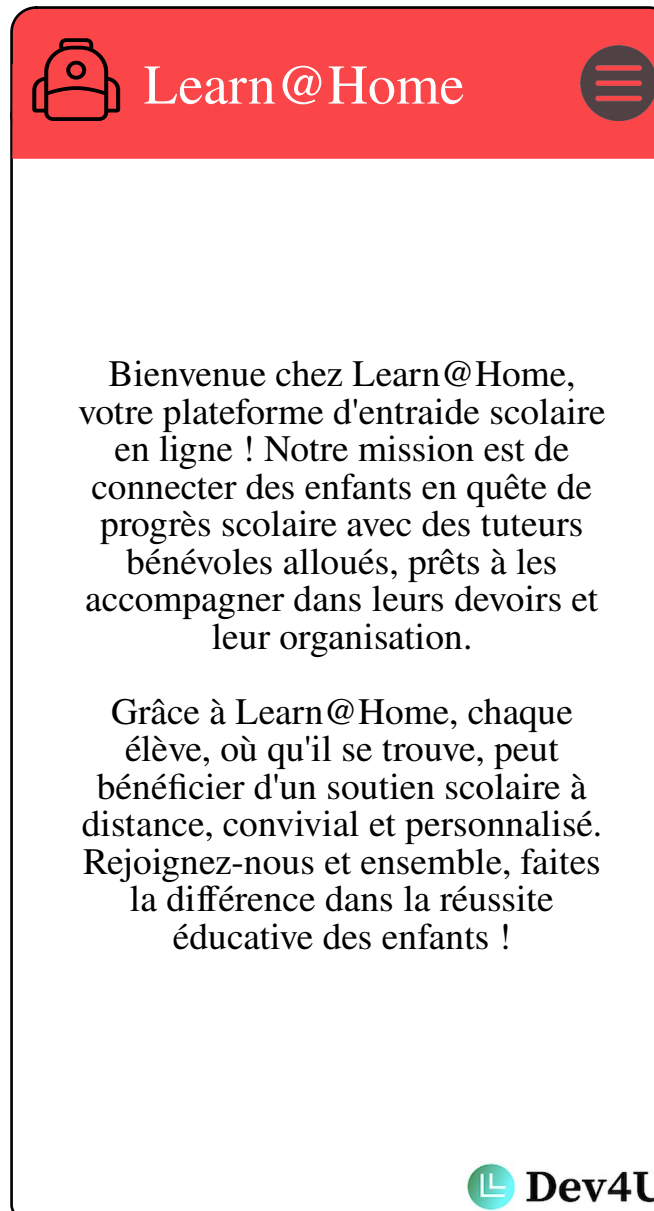 Learn@Home
Bienvenue chez Learn@Home,
votre plateforme d'entraide scolaire
en ligne ! Notre mission est de
connecter des enfants en quête de
progrès scolaire avec des tuteurs
bénévoles alloués, prêts à les
accompagner dans leurs devoirs et
leur organisation.
Grâce à Learn@Home, chaque
élève, où qu'il se trouve, peut
bénéficier d'un soutien scolaire à
distance, convivial et personnalisé.
Rejoignez-nous et ensemble, faites
la différence dans la réussite
éducative des enfants !
Dev4U